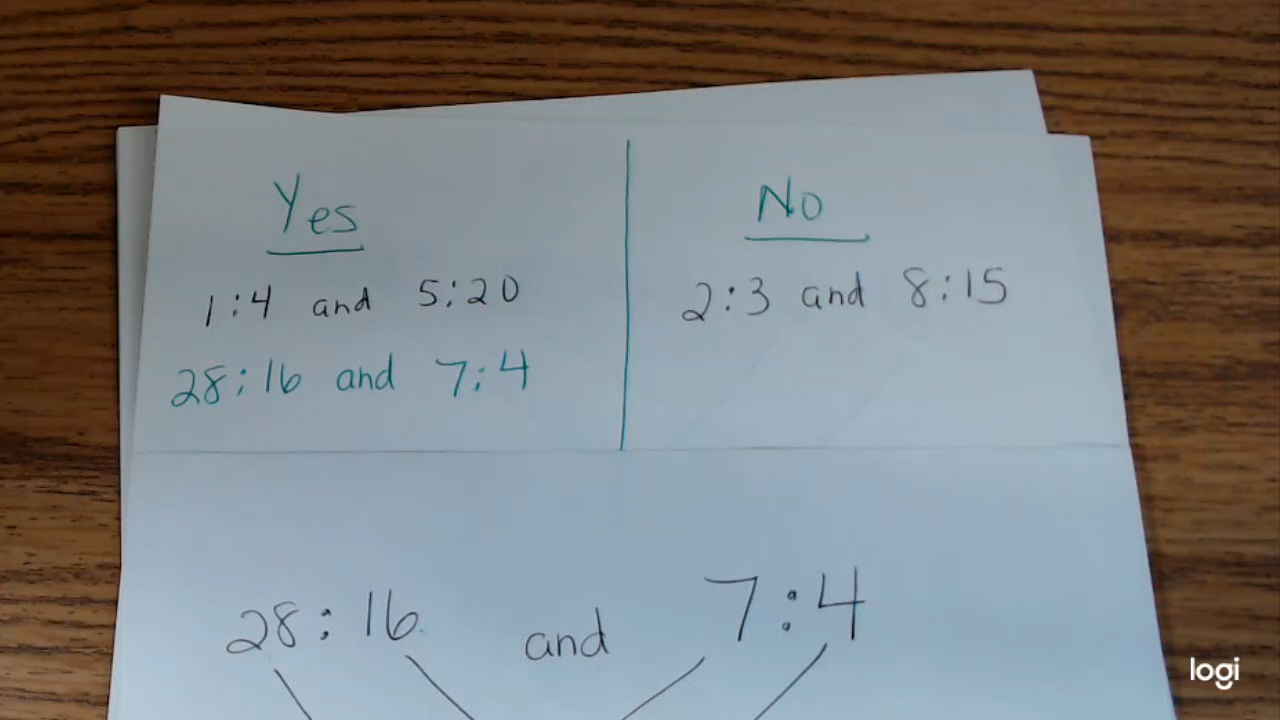 Yes
1:4 and 5:20
28:16 and 7:4
No
2:3 and 8:15
28:16 and 7:4
logi